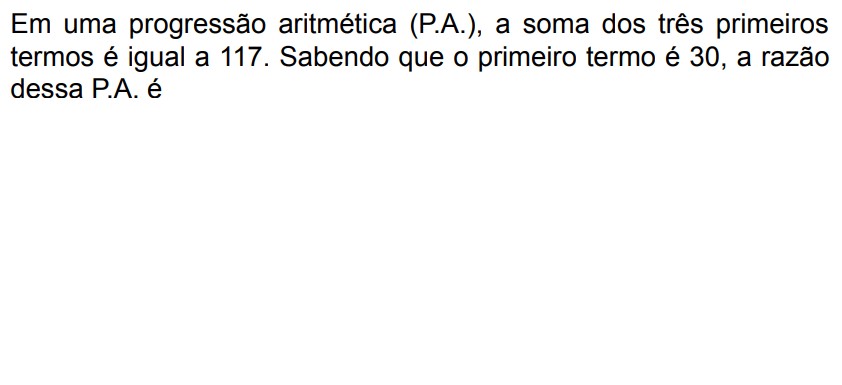 Em uma progressão aritmética (P.A.), a soma dos três primeiros
termos é igual a 117. Sabendo que o primeiro termo é 30, a razão
dessa P.A. é